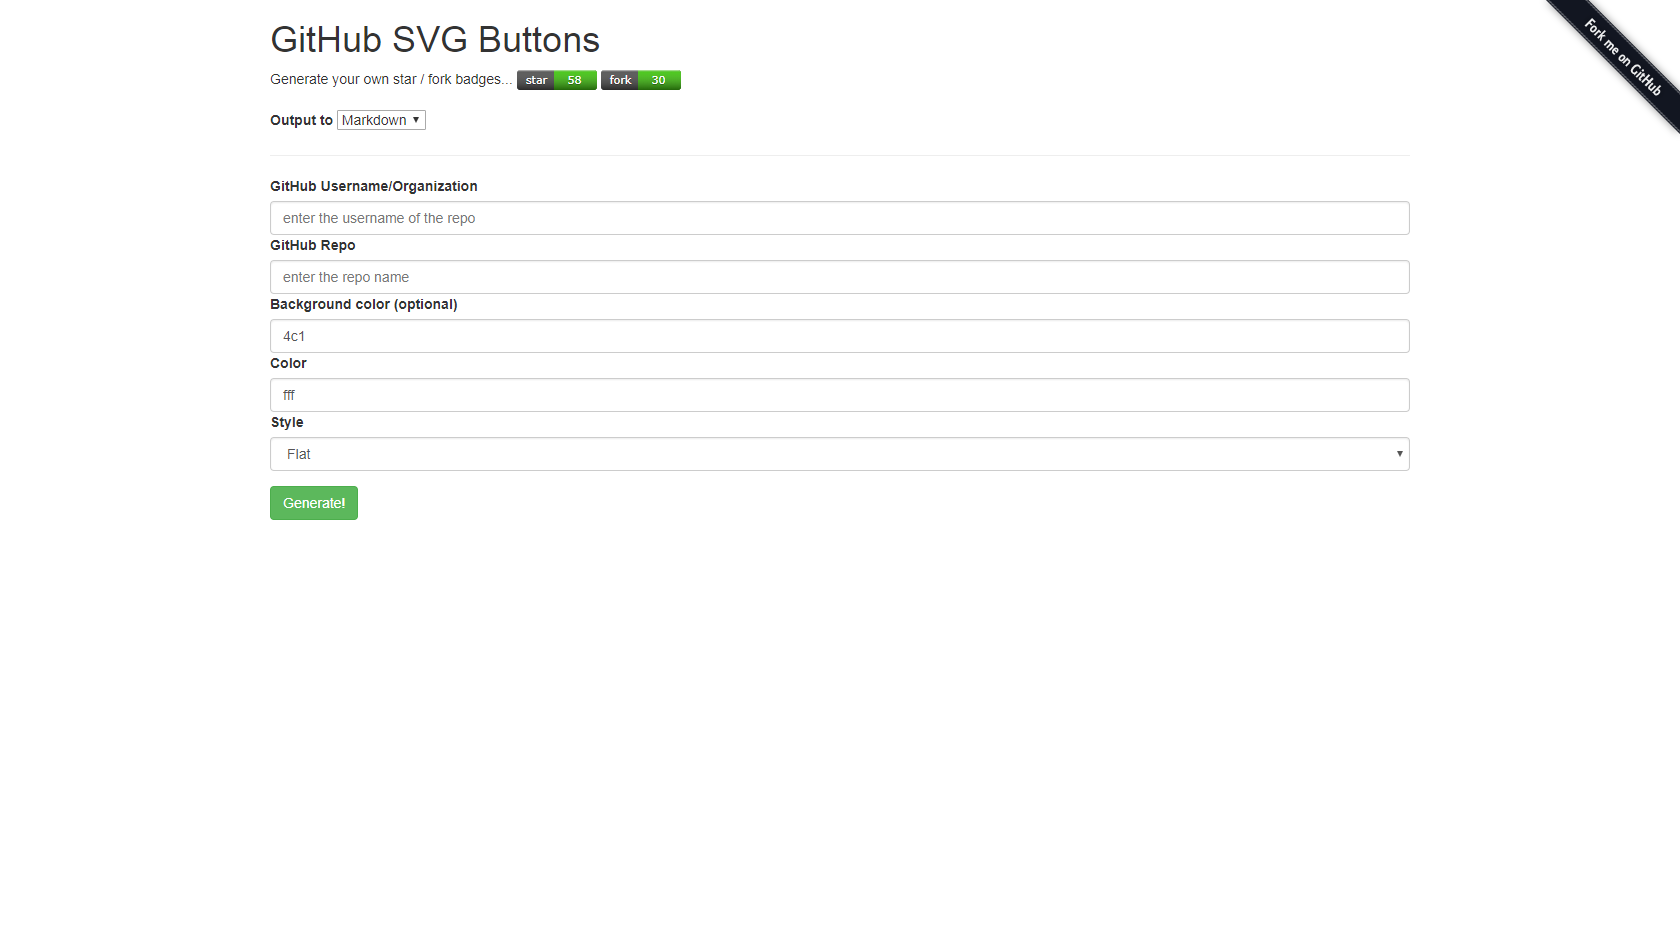 GitHub SVG Buttons
Fork me on GitHub
Generate your own star / fork badges... star 58 fork 30
Output to Markdown
GitHub Username/Organization
enter the username of the repo
GitHub Repo
enter the repo name
Background color (optional)
4c1
Color
fff
Style
Flat
Generate!